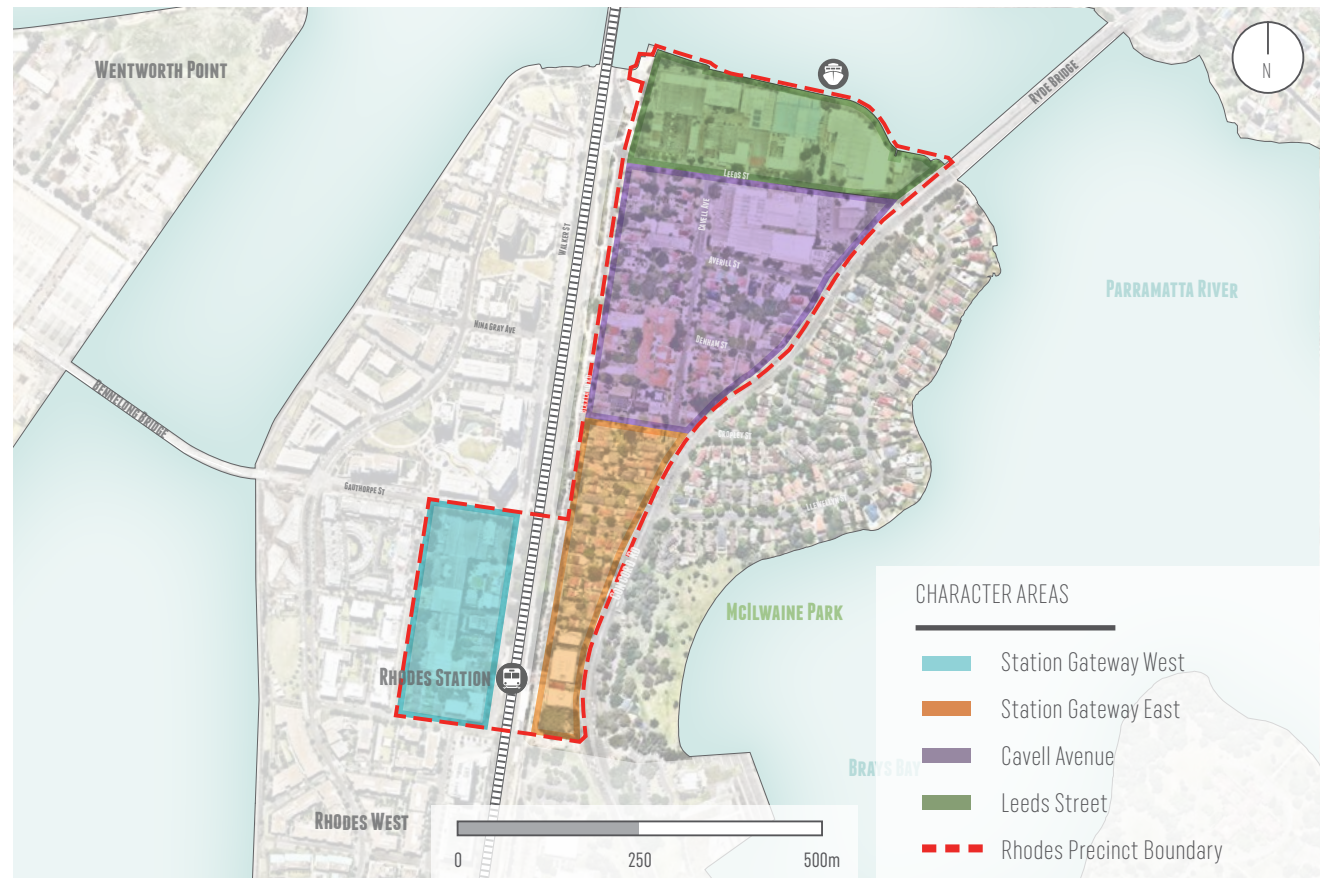 Wentworth Point
N
Ryde Bridge
Leeds St
Cavell Ave
Walker St
Averill St
Parramatta River
Nina Gray Ave
Denham St
Bennelong Bridge
Gauthorpe St
McIlwaine Park
Rhodes Station
Brays Bay
Rhodes West
0 250 500m
CHARACTER AREAS
Station Gateway West
Station Gateway East
Cavell Avenue
Leeds Street
Rhodes Precinct Boundary